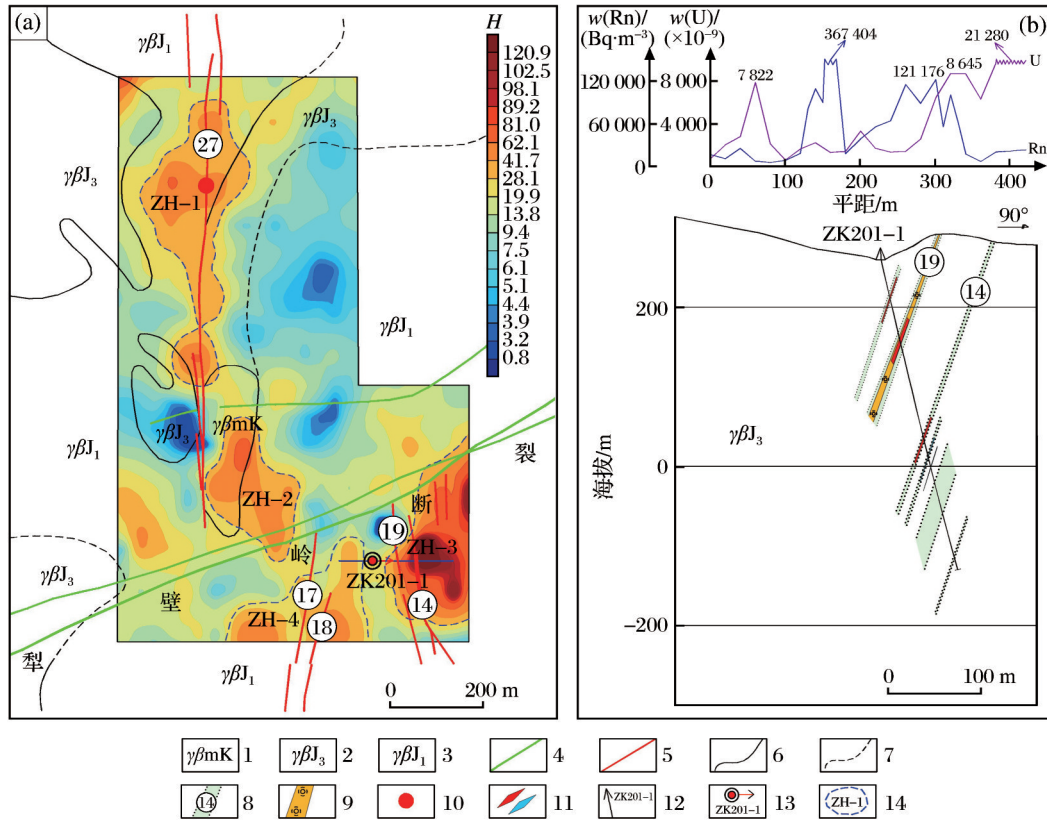 (a)
γβJ₁
H
120.9
102.5
98.1
89.2
81.0
62.1
41.7
28.1
19.4
13.8
9.4
7.5
6.1
5.1
4.4
3.9
3.2
0.8
γβJ₃
γβJ₃
27
ZH-1
γβJ₁
γβJ₃
γβmK
γβJ₁
ZH-2
裂
断
19
ZH-3
岭
ZK201-1
γβJ₃
壁
17
14
ZH-4
18
犁
γβJ₁
0 200 m
(b)
w(Rn)/ (Bq·m⁻³)
w(U)/ (×10⁻⁹)
367 404
21 280
7 822
121 176
8 645
U
120 000
8 000
60 000
4 000
Rn
0
0
0 100 200 300 400
平距/m
90°
ZK201-1
19
14
200
γβJ₃
海拔/m
0
−200
0 100 m
γβmK 1
γβJ₃ 2
γβJ₁ 3
4
5
6
7
14 8
9
10
11
ZK201-1 12
ZK201-1 13
ZH-1 14